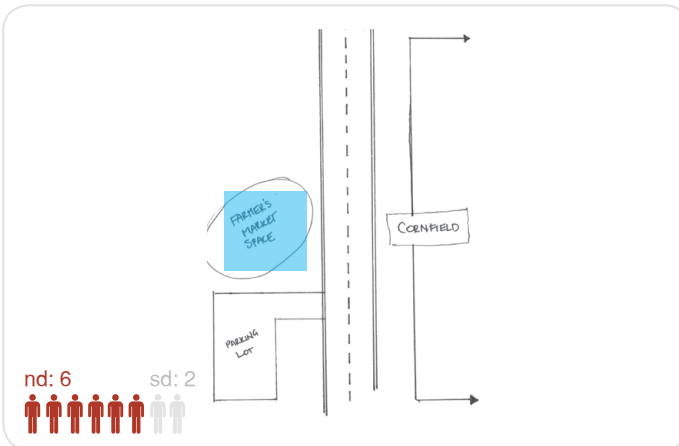 FARMER'S
MARKET
SPACE
CORNFIELD
PARKING
LOT
nd: 6
sd: 2